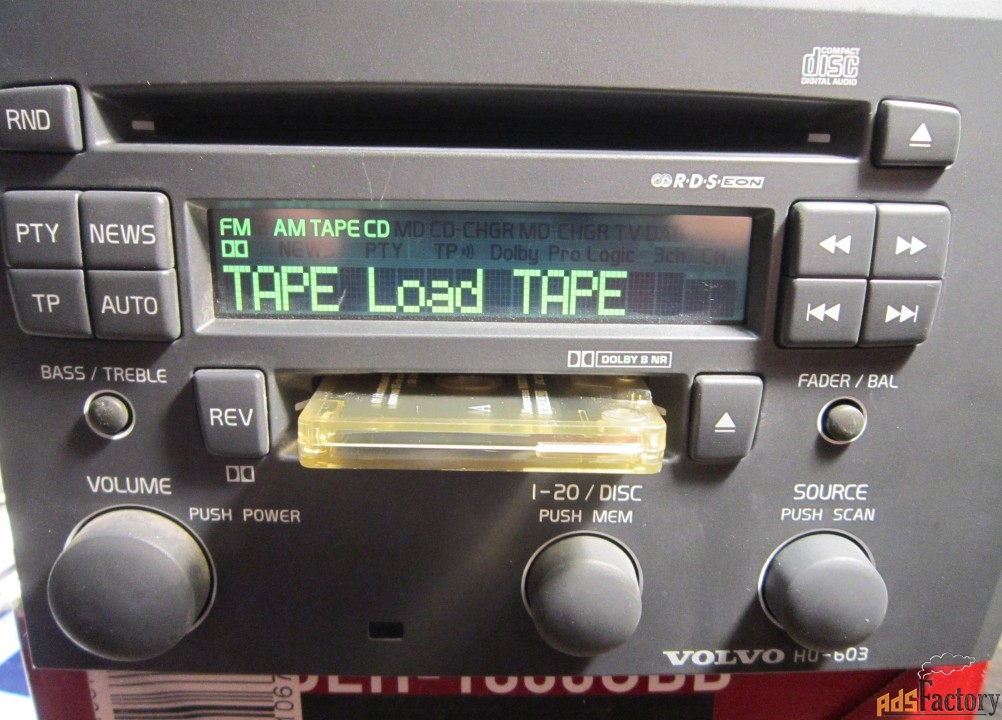 COMPACT
disc
DIGITAL AUDIO
RND
R·D·S EON
PTY NEWS
TP AUTO
FM AM TAPE CD MD CD-CHGR MD-CHGR TV DAB
NEWS PTY TP Dolby Pro Logic 3ch CH
TAPE Load TAPE
DOLBY B NR
BASS / TREBLE
FADER / BAL
REV
A
VOLUME
PUSH POWER
1-20 / DISC
PUSH MEM
SOURCE
PUSH SCAN
VOLVO HU-603
AdsFactory